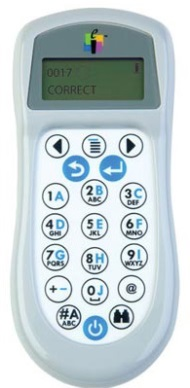 0017
CORRECT
1A 2B 3C
ABC DEF
4D 5E 6F
GHI JKL MNO
7G 8H 9I
PQRS TUV WXYZ
+- 0J @
#A
ABC